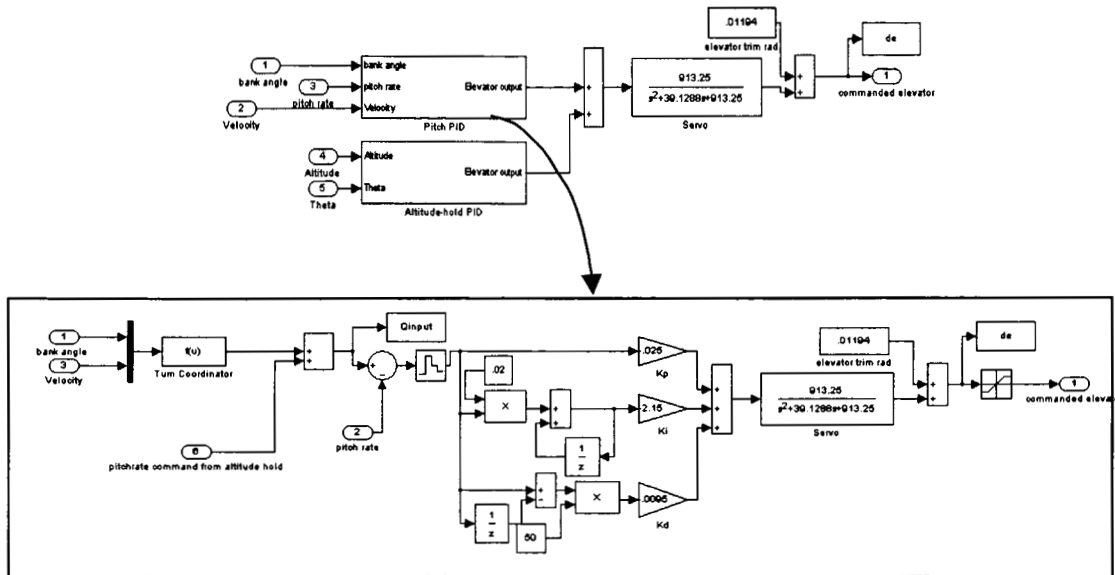 .01194
elevator trim rad
de
1
bank angle
bank angle
3
pitch rate
pitch rate
2
Velocity
Velocity
Elevator output
Pitch PID
+
+
913.25
s²+39.1288s+913.25
Servo
+
+
1
commanded elevator
4
Altitude
Altitude
5
Theta
Theta
Elevator output
Altitude-hold PID
1
bank angle
3
Velocity
f(u)
Turn Coordinator
+
+
Qinput
+
−
2
pitch rate
6
pitchrate command from altitude hold
.025
Kp
.02
×
+
+
2.15
Ki
1
z
+
−
×
.0095
Kd
1
z
50
+
+
+
913.25
s²+39.1288s+913.25
Servo
.01194
elevator trim rad
+
+
de
1
commanded elevat